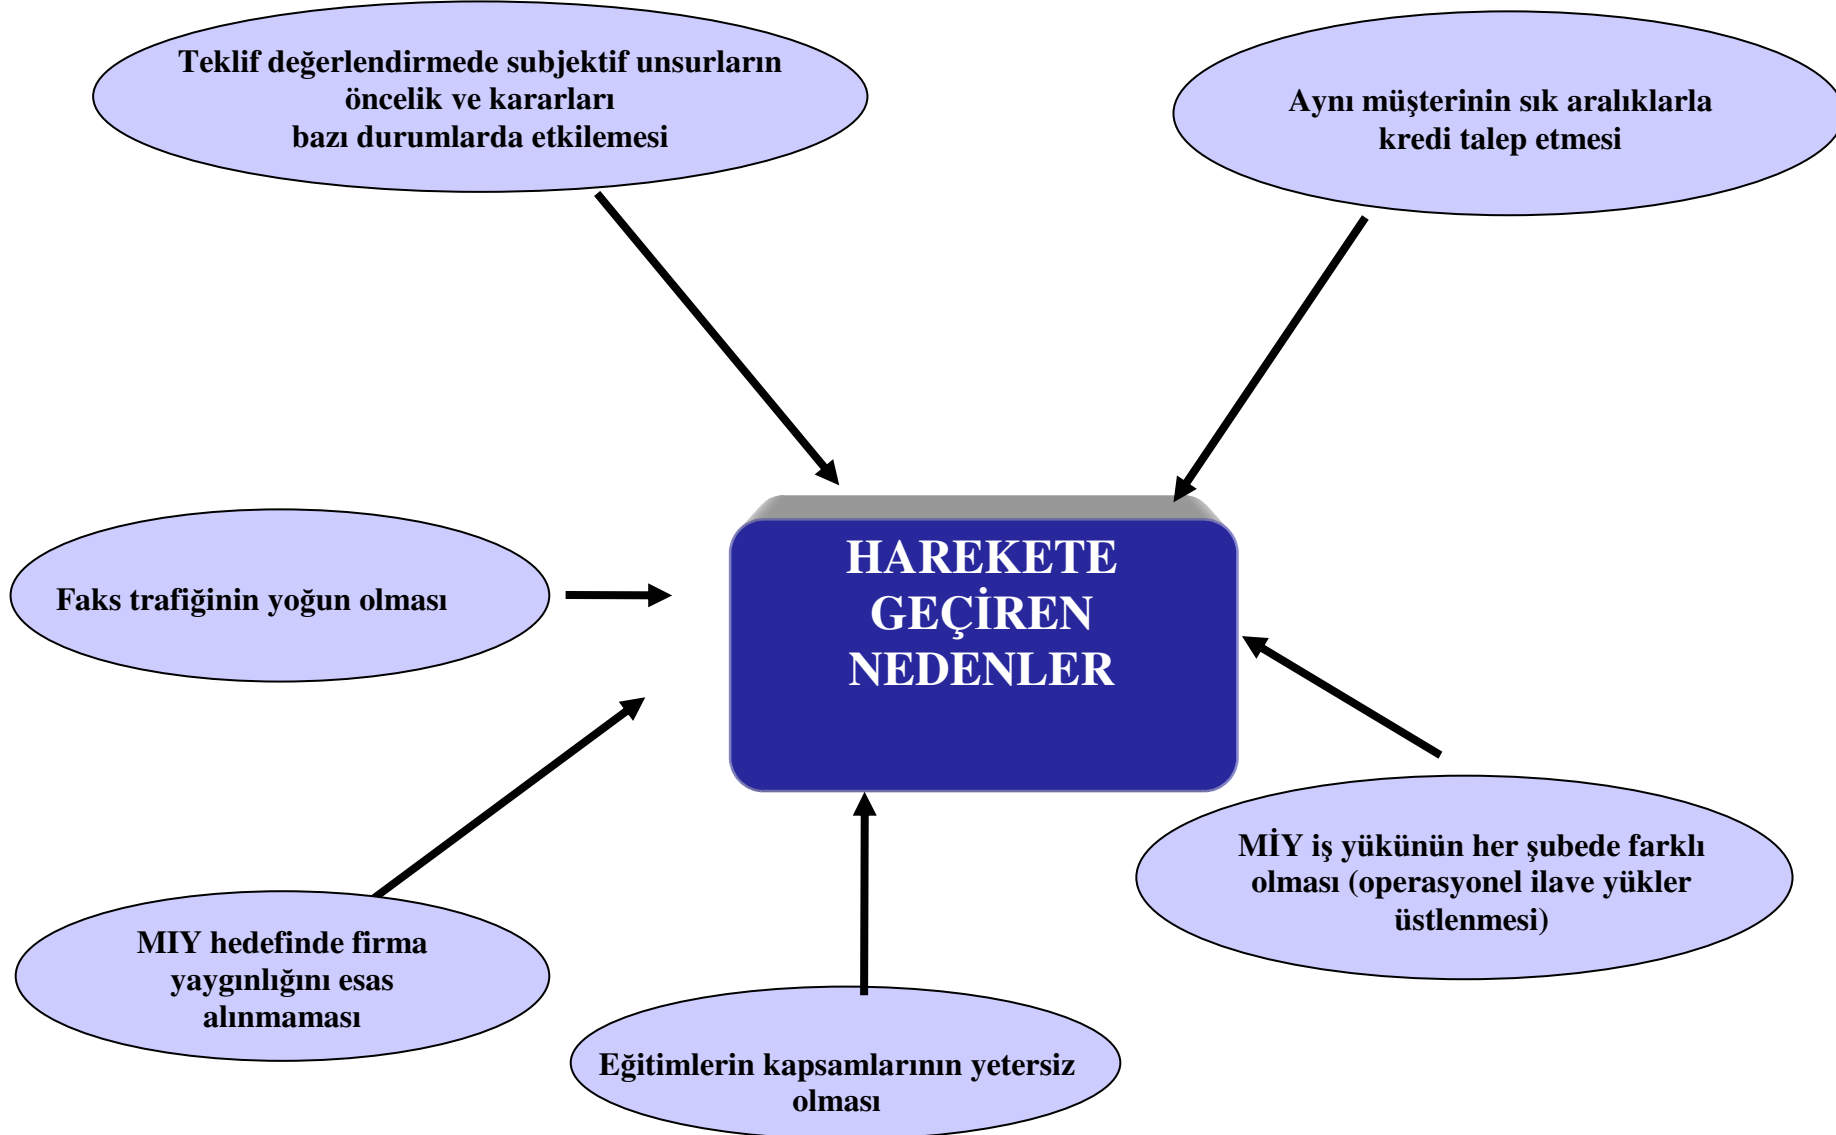 Teklif değerlendirmede subjektif unsurların
öncelik ve kararları
bazı durumlarda etkilemesi
Aynı müşterinin sık aralıklarla
kredi talep etmesi
HAREKETE
GEÇİREN
NEDENLER
Faks trafiğinin yoğun olması
MİY iş yükünün her şubede farklı
olması (operasyonel ilave yükler
üstlenmesi)
MIY hedefinde firma
yaygınlığını esas
alınmaması
Eğitimlerin kapsamlarının yetersiz
olması